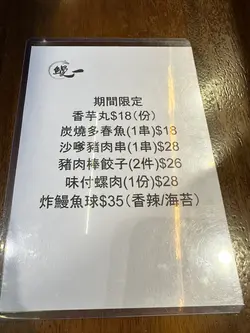 鰻一
期間限定
香芋丸$18(份)
炭燒多春魚(1串)$18
沙嗲豬肉串(1串)$28
豬肉棒餃子(2件)$26
味付螺肉(1份)$28
炸鰻魚球$35(香辣/海苔)